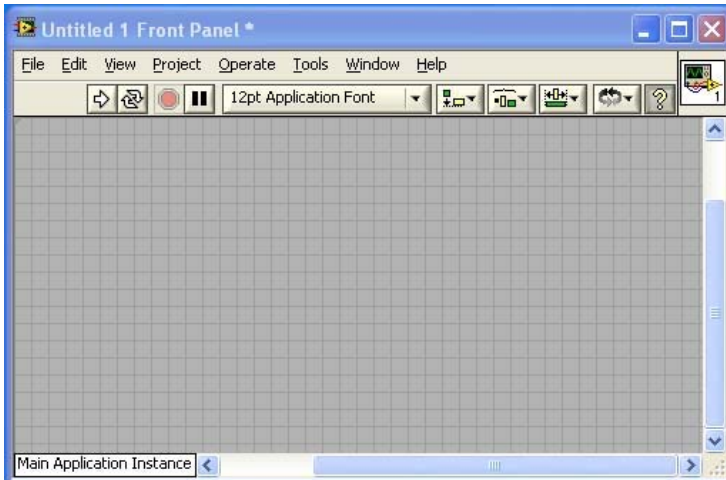 Untitled 1 Front Panel *
File Edit View Project Operate Tools Window Help
12pt Application Font
?
1
Main Application Instance